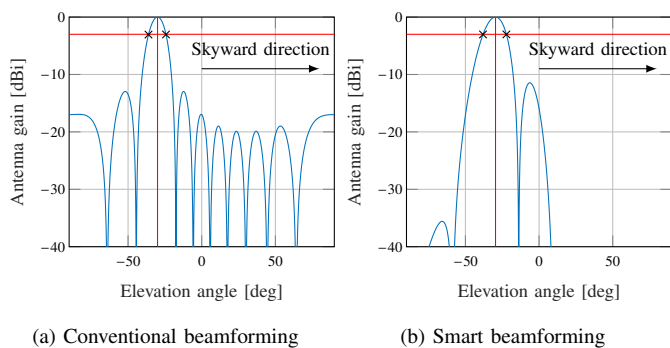 0
−10
−20
−30
−40
−50
0
50
Antenna gain [dBi]
Elevation angle [deg]
Skyward direction
(a) Conventional beamforming
0
−10
−20
−30
−40
−50
0
50
Antenna gain [dBi]
Elevation angle [deg]
Skyward direction
(b) Smart beamforming